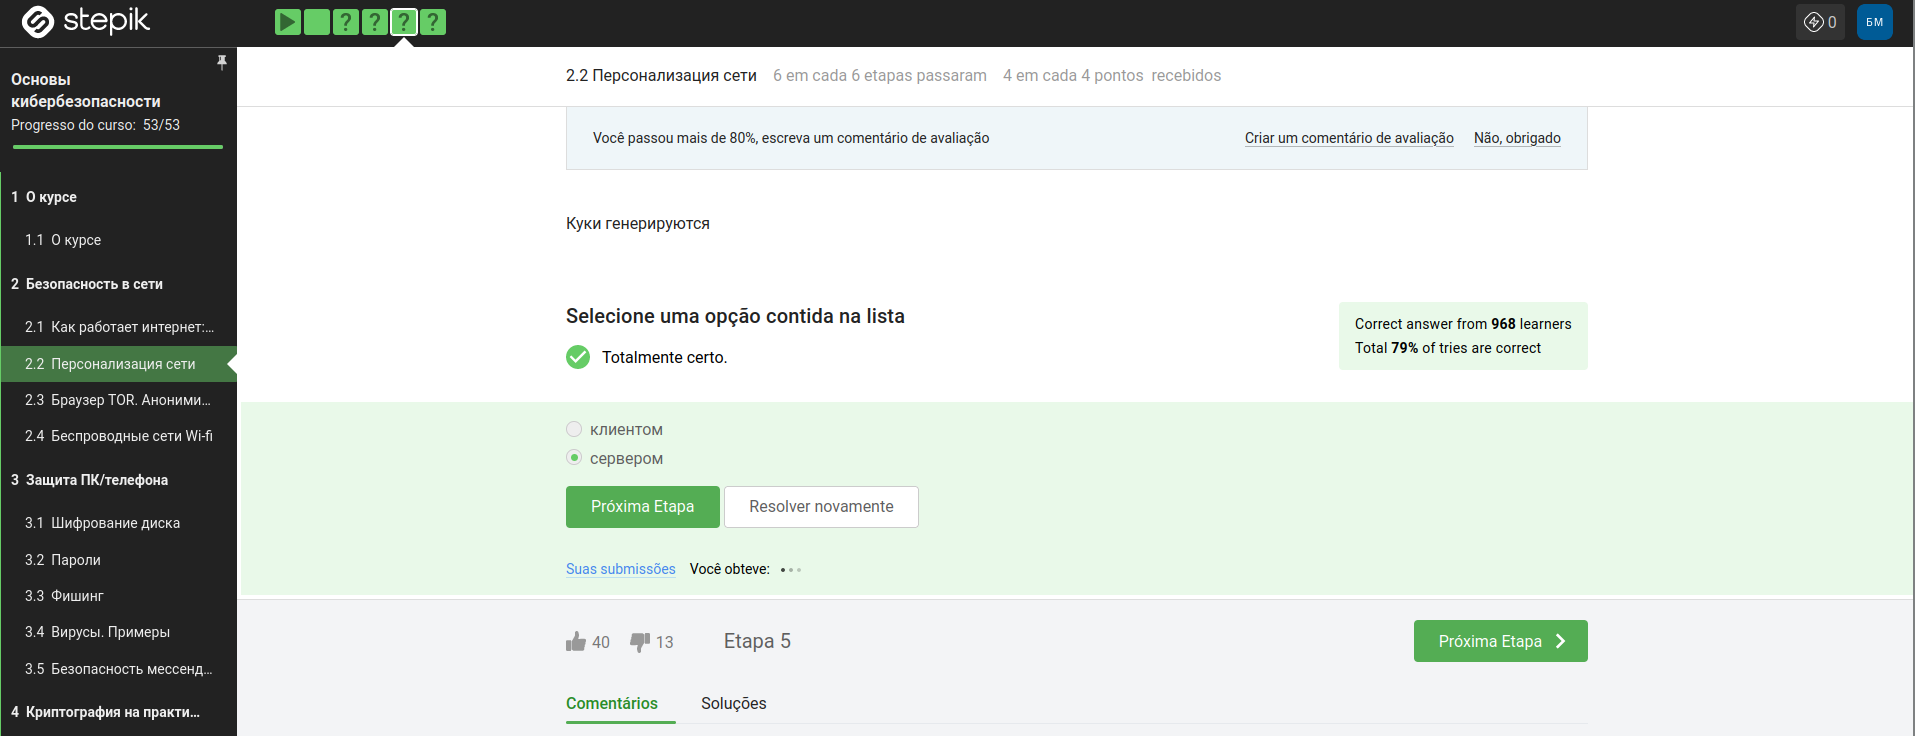 stepik
? ? ? ?
0
БМ
Основы
кибербезопасности
Progresso do curso: 53/53
1 О курсе
1.1 О курсе
2 Безопасность в сети
2.1 Как работает интернет:...
2.2 Персонализация сети
2.3 Браузер TOR. Аноними...
2.4 Беспроводные сети Wi-fi
3 Защита ПК/телефона
3.1 Шифрование диска
3.2 Пароли
3.3 Фишинг
3.4 Вирусы. Примеры
3.5 Безопасность мессенд...
4 Криптография на практи...
2.2 Персонализация сети 6 em cada 6 etapas passaram 4 em cada 4 pontos recebidos
Você passou mais de 80%, escreva um comentário de avaliação Criar um comentário de avaliação Não, obrigado
Куки генерируются
Selecione uma opção contida na lista
Totalmente certo.
Correct answer from 968 learners
Total 79% of tries are correct
клиентом
сервером
Próxima Etapa Resolver novamente
Suas submissões Você obteve:
40 13 Etapa 5 Próxima Etapa
Comentários Soluções